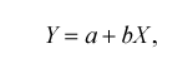 Y = a + bX,